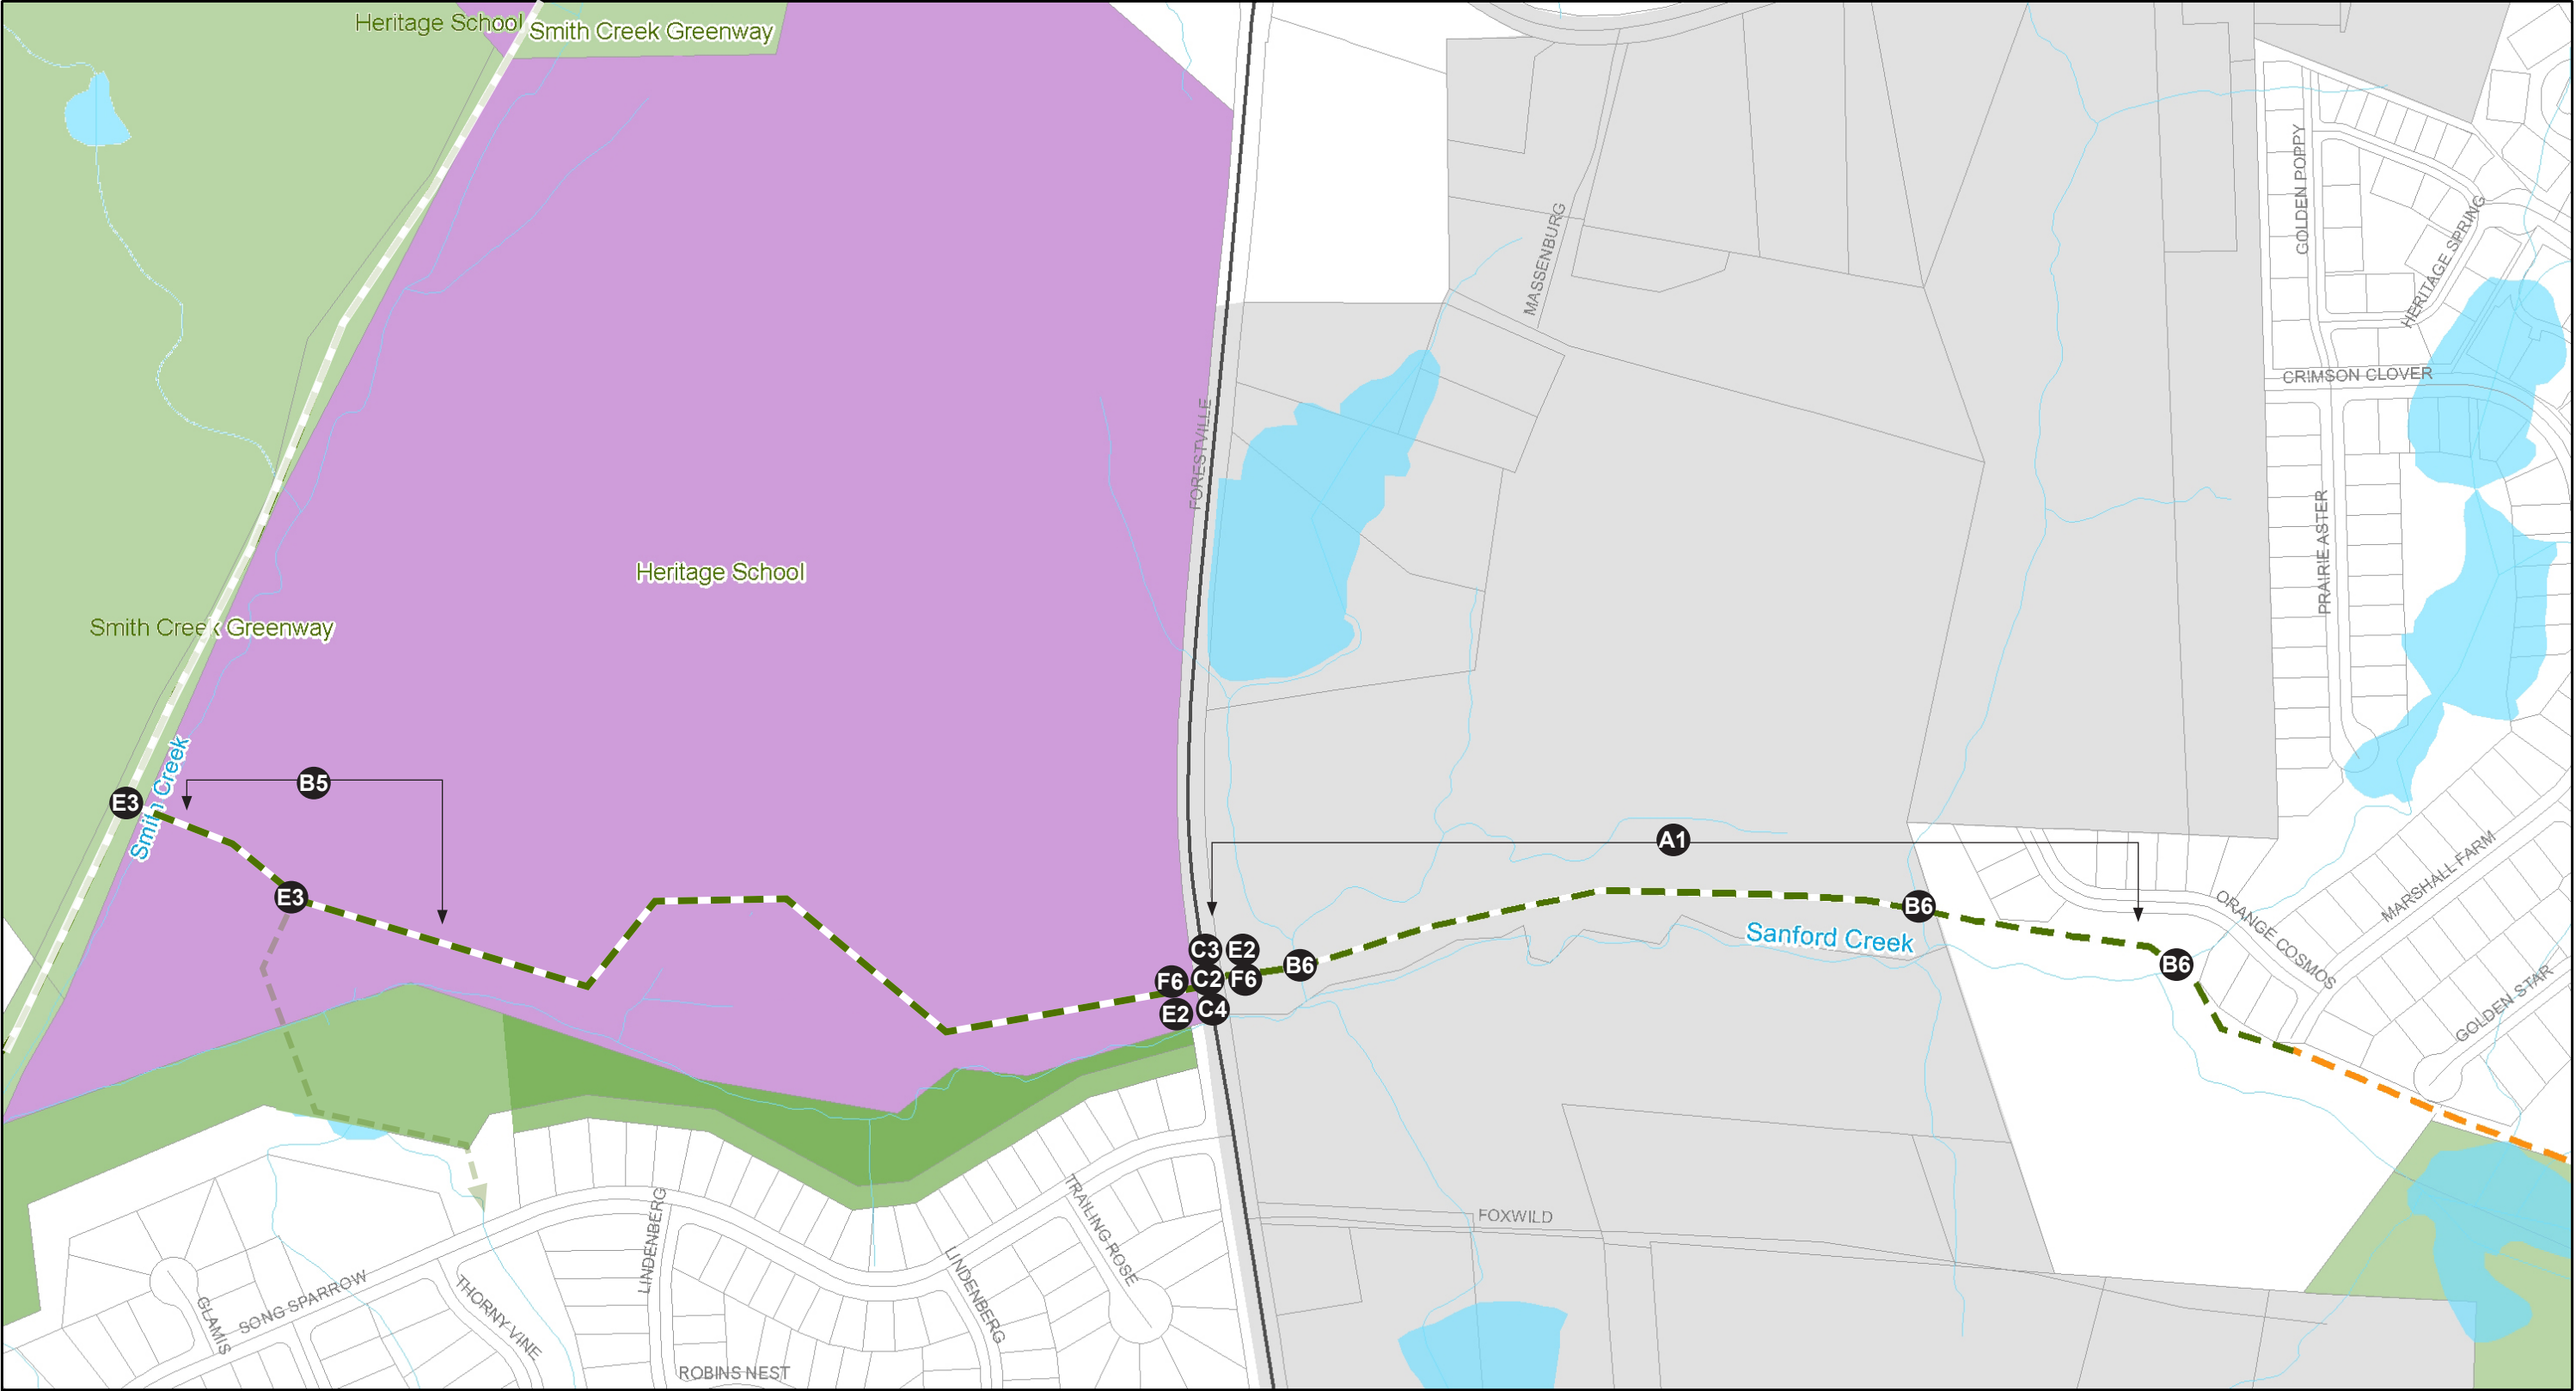 Heritage School
Smith Creek Greenway
GOLDEN POPPY
HERITAGE SPRING
MASSENBURG
CRIMSON CLOVER
FORESTVILLE
PRAIRIE ASTER
Heritage School
Smith Creek Greenway
Smith Creek
B5
E3
A1
MARSHALL FARM
E3
B6
ORANGE COSMOS
Sanford Creek
C3
E2
B6
B6
F6
C2
F6
E2
C4
GOLDEN STAR
TRAILING ROSE
LINDENBERG
FOXWILD
LINDENBERG
SONG SPARROW
GLAMIS
THORNY VINE
ROBINS NEST